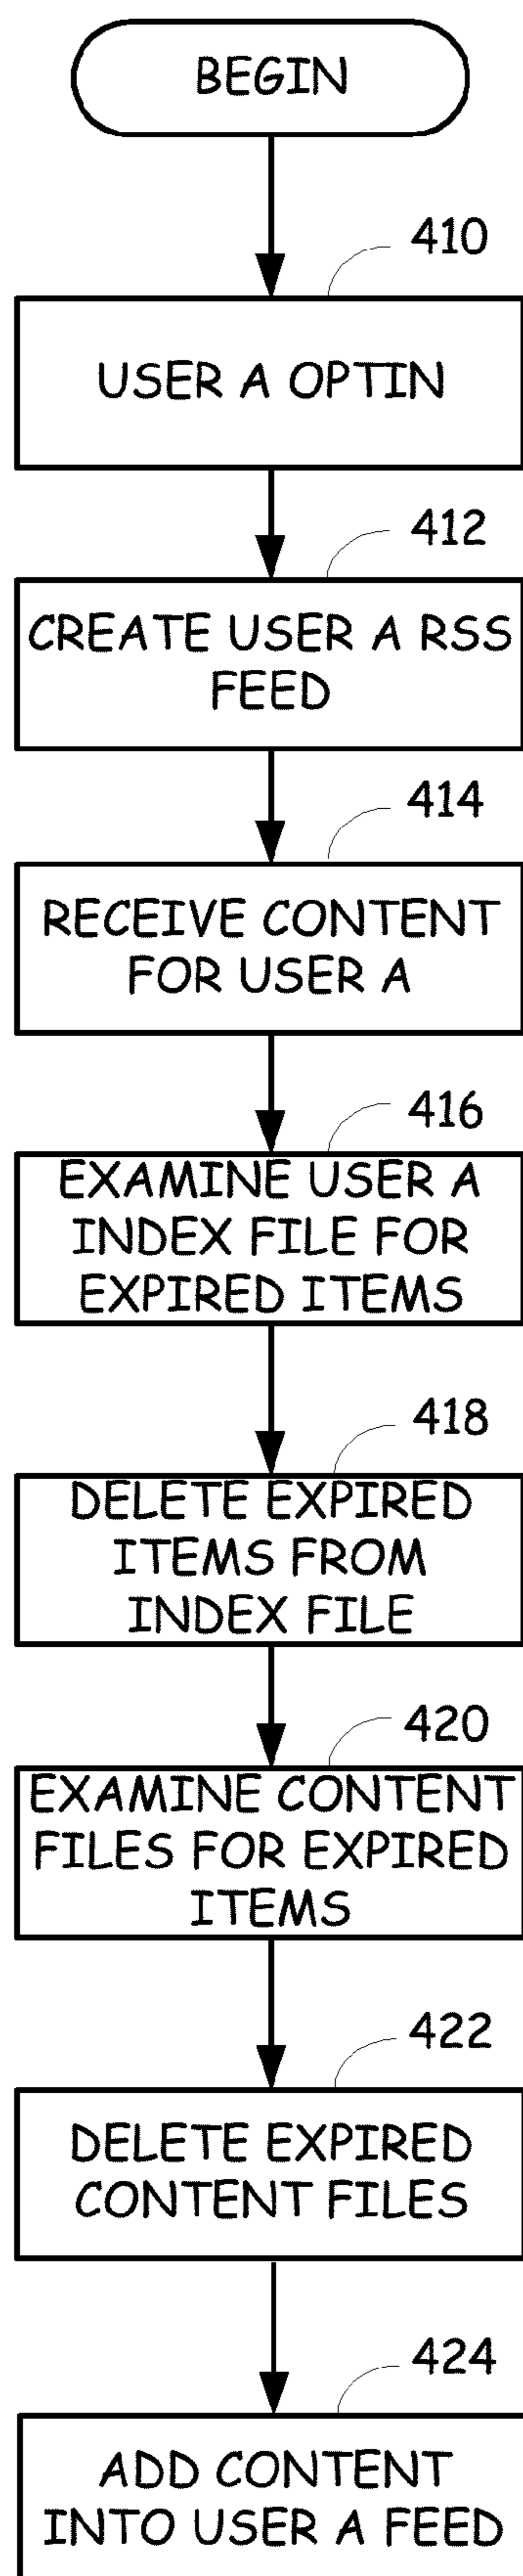 BEGIN
410
USER A OPTIN
412
CREATE USER A RSS
FEED
414
RECEIVE CONTENT
FOR USER A
416
EXAMINE USER A
INDEX FILE FOR
EXPIRED ITEMS
418
DELETE EXPIRED
ITEMS FROM
INDEX FILE
420
EXAMINE CONTENT
FILES FOR EXPIRED
ITEMS
422
DELETE EXPIRED
CONTENT FILES
424
ADD CONTENT
INTO USER A FEED